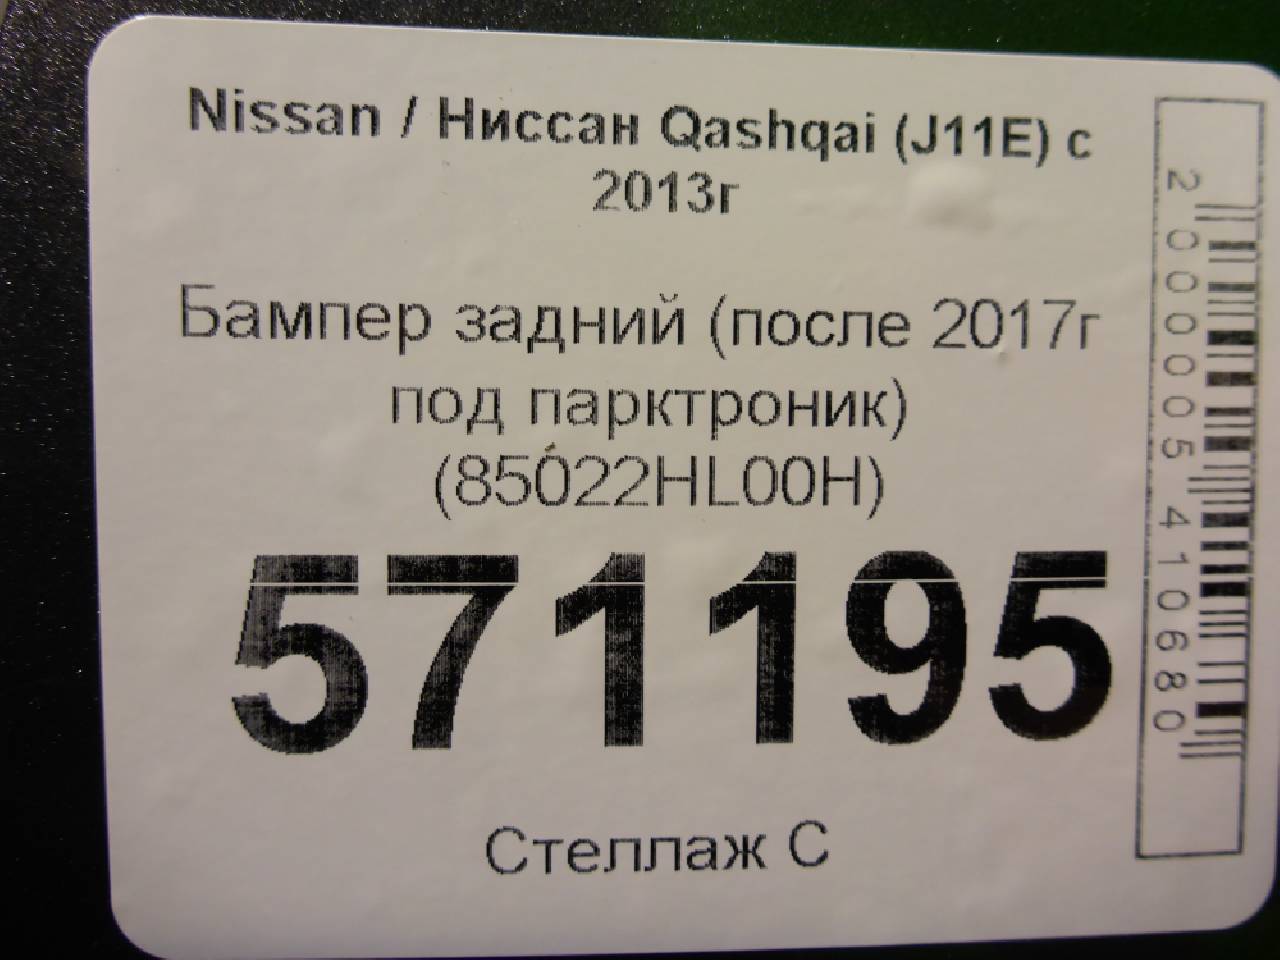 Nissan / Ниссан Qashqai (J11E) с
2013г
Бампер задний (после 2017г
под парктроник)
(85022HL00H)
571195
Стеллаж С
2000005410680